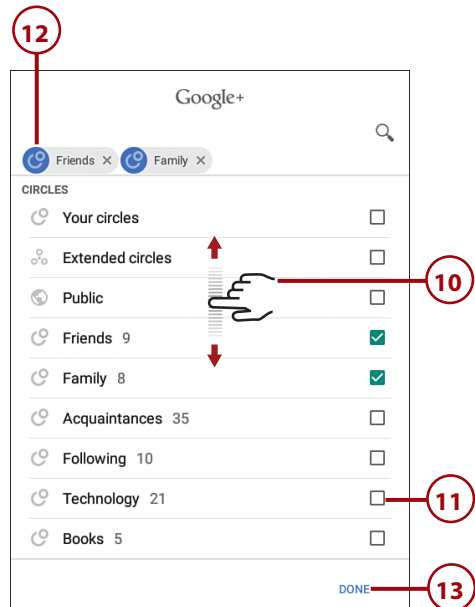 12
Google+
Friends × Family ×
CIRCLES
Your circles
Extended circles
10
Public
Friends 9
Family 8
Acquaintances 35
Following 10
Technology 21
11
Books 5
DONE
13